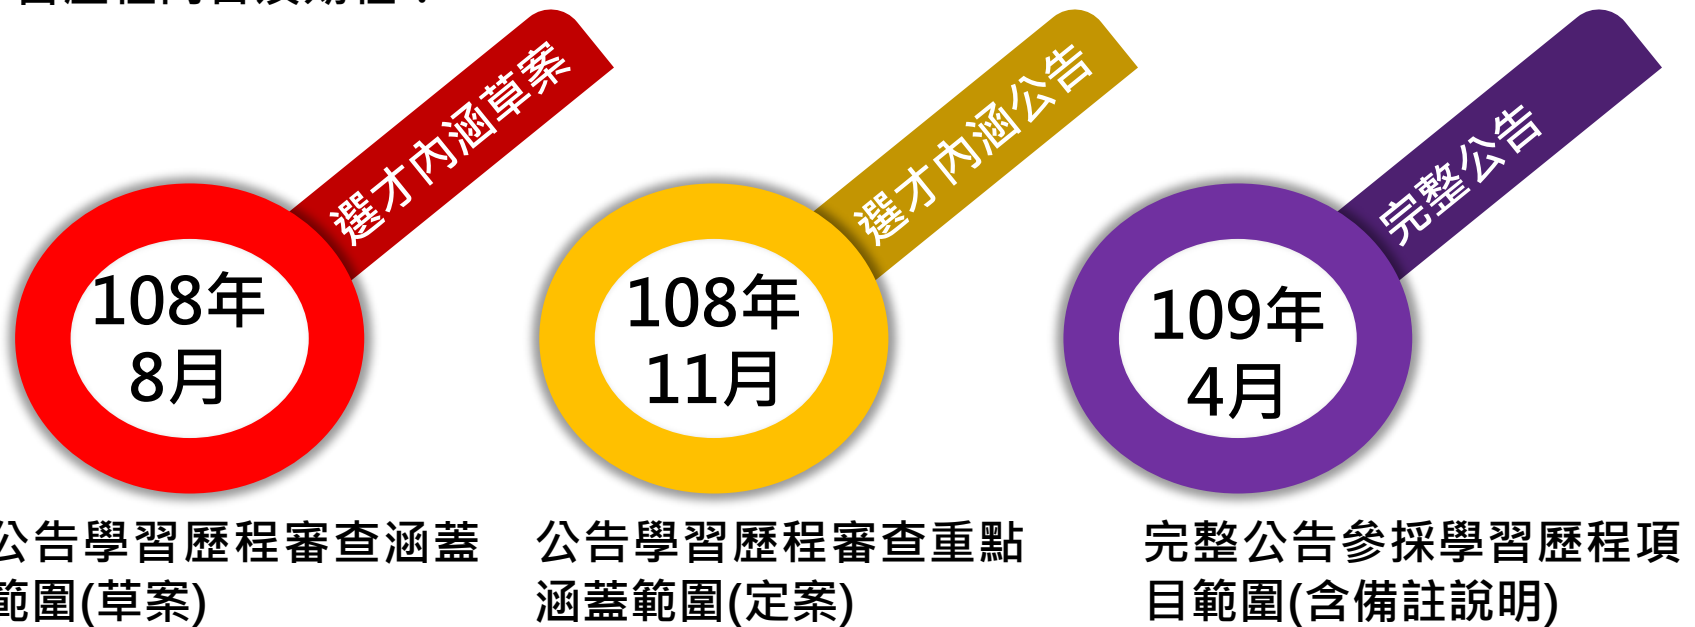 選才內涵草案
選才內涵公告
完整公告
108年
8月
108年
11月
109年
4月
公告學習歷程審查涵蓋
範圍(草案)
公告學習歷程審查重點
涵蓋範圍(定案)
完整公告參採學習歷程項
目範圍(含備註說明)